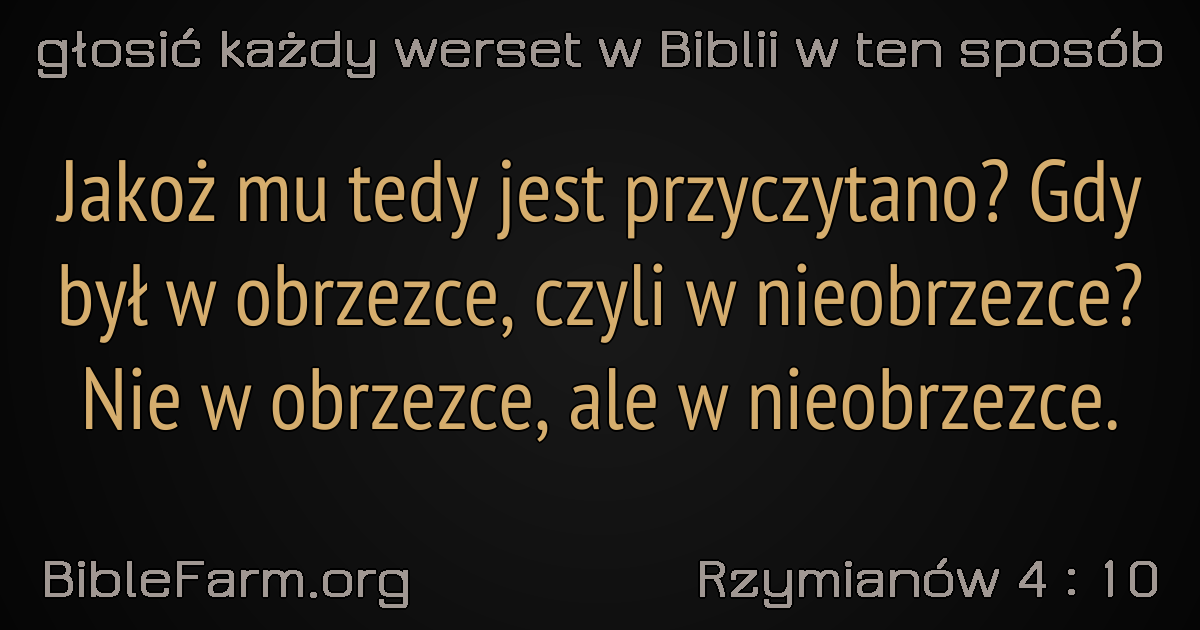 głosić każdy werset w Biblii w ten sposób
Jakoż mu tedy jest przyczytano? Gdy
był w obrzezce, czyli w nieobrzezce?
Nie w obrzezce, ale w nieobrzezce.
BibleFarm.org
Rzymianów 4 : 10